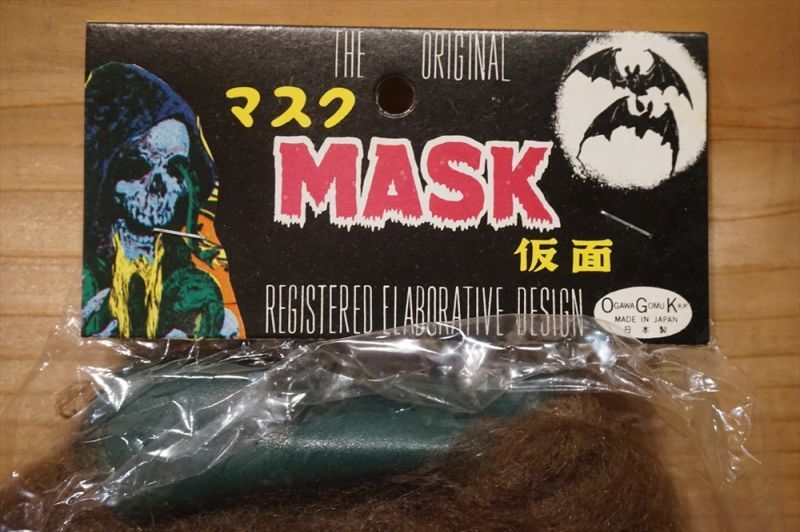 THE ORIGINAL
マスク
MASK
仮面
REGISTERED ELABORATIVE DESIGN
OGAWA GOMU K.K.
MADE IN JAPAN
日本製